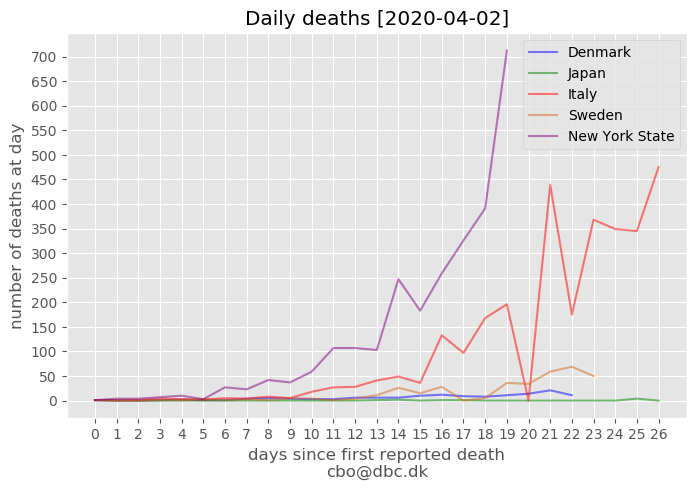 Daily deaths [2020-04-02]
Denmark
Japan
Italy
Sweden
New York State
number of deaths at day
700
650
600
550
500
450
400
350
300
250
200
150
100
50
0
0 1 2 3 4 5 6 7 8 9 10 11 12 13 14 15 16 17 18 19 20 21 22 23 24 25 26
days since first reported death
cbo@dbc.dk